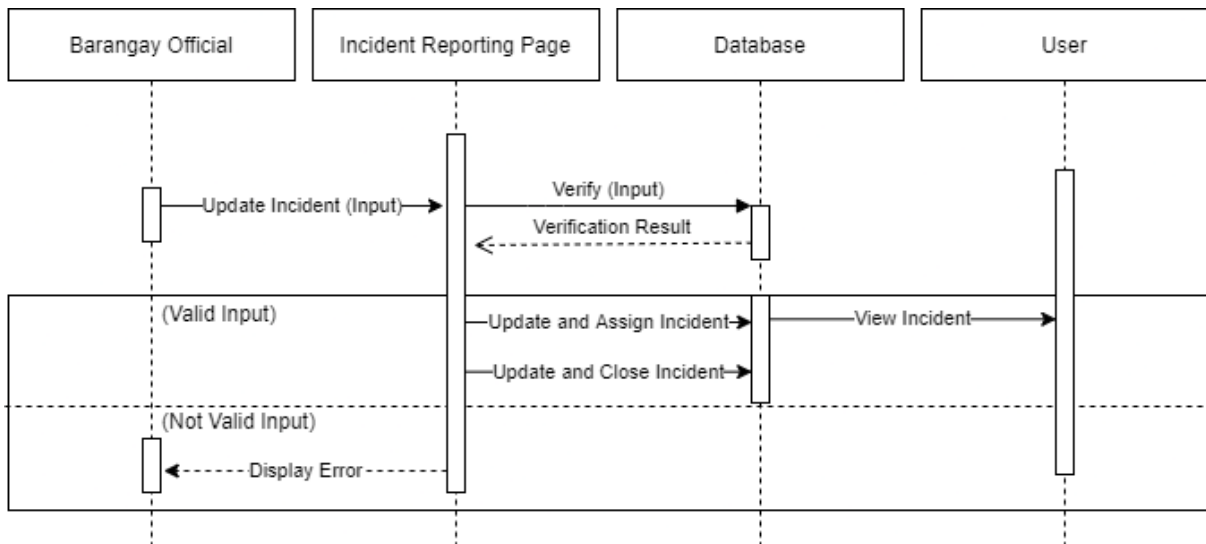 Barangay Official
Incident Reporting Page
Database
User
Verify (Input)
Update Incident (Input)
Verification Result
(Valid Input)
Update and Assign Incident
View Incident
Update and Close Incident
(Not Valid Input)
Display Error